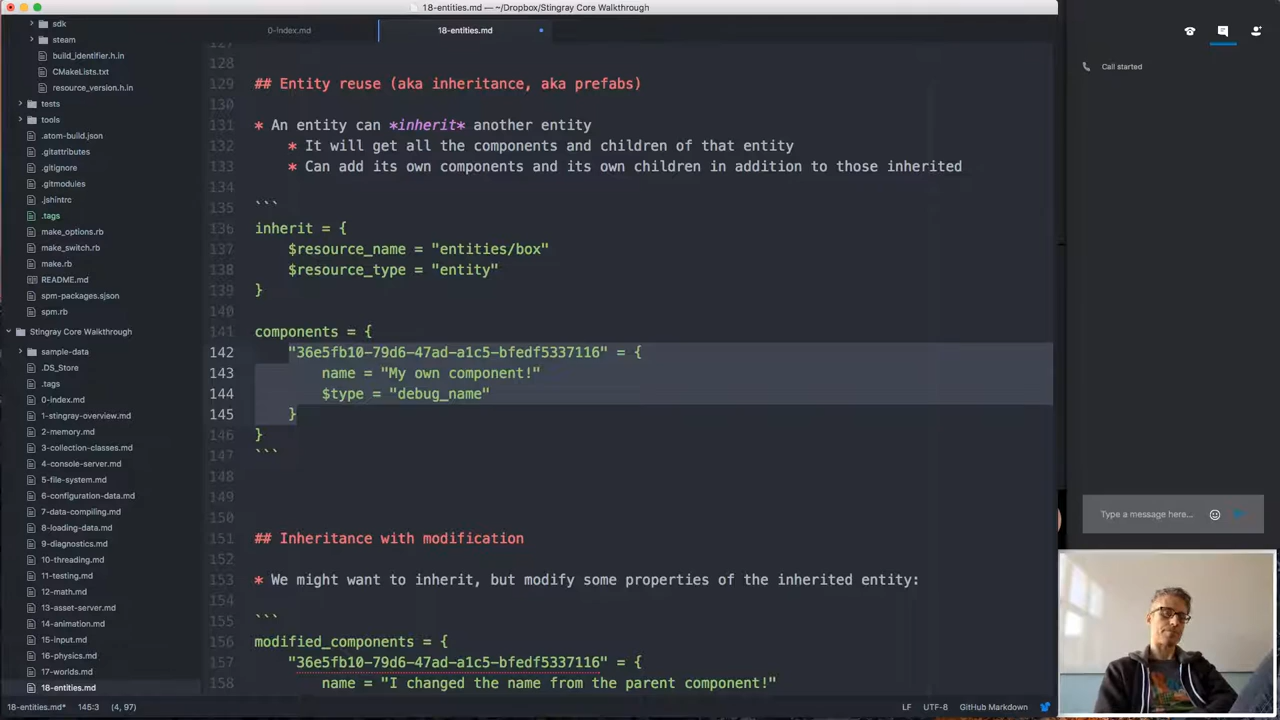 18-entities.md — ~/Dropbox/Stingray Core Walkthrough
0-index.md
18-entities.md
sdk
steam
build_identifier.h.in
CMakeLists.txt
resource_version.h.in
tests
tools
.atom-build.json
.gitattributes
.gitignore
.gitmodules
.jshintrc
.tags
make_options.rb
make_switch.rb
make.rb
README.md
spm-packages.sjson
spm.rb
Stingray Core Walkthrough
sample-data
.DS_Store
.tags
0-index.md
1-stingray-overview.md
2-memory.md
3-collection-classes.md
4-console-server.md
5-file-system.md
6-configuration-data.md
7-data-compiling.md
8-loading-data.md
9-diagnostics.md
10-threading.md
11-testing.md
12-math.md
13-asset-server.md
14-animation.md
15-input.md
16-physics.md
17-worlds.md
18-entities.md
127
128
129 ## Entity reuse (aka inheritance, aka prefabs)
130
131 * An entity can *inherit* another entity
132 * It will get all the components and children of that entity
133 * Can add its own components and its own children in addition to those inherited
134
135 ```
136 inherit = {
137 $resource_name = "entities/box"
138 $resource_type = "entity"
139 }
140
141 components = {
142 "36e5fb10-79d6-47ad-a1c5-bfedf5337116" = {
143 name = "My own component!"
144 $type = "debug_name"
145 }
146 }
147 ```
148
149
150
151 ## Inheritance with modification
152
153 * We might want to inherit, but modify some properties of the inherited entity:
154
155 ```
156 modified_components = {
157 "36e5fb10-79d6-47ad-a1c5-bfedf5337116" = {
158 name = "I changed the name from the parent component!"
18-entities.md* 145:3 (4, 97)
LF UTF-8 GitHub Markdown
Call started
Type a message here...